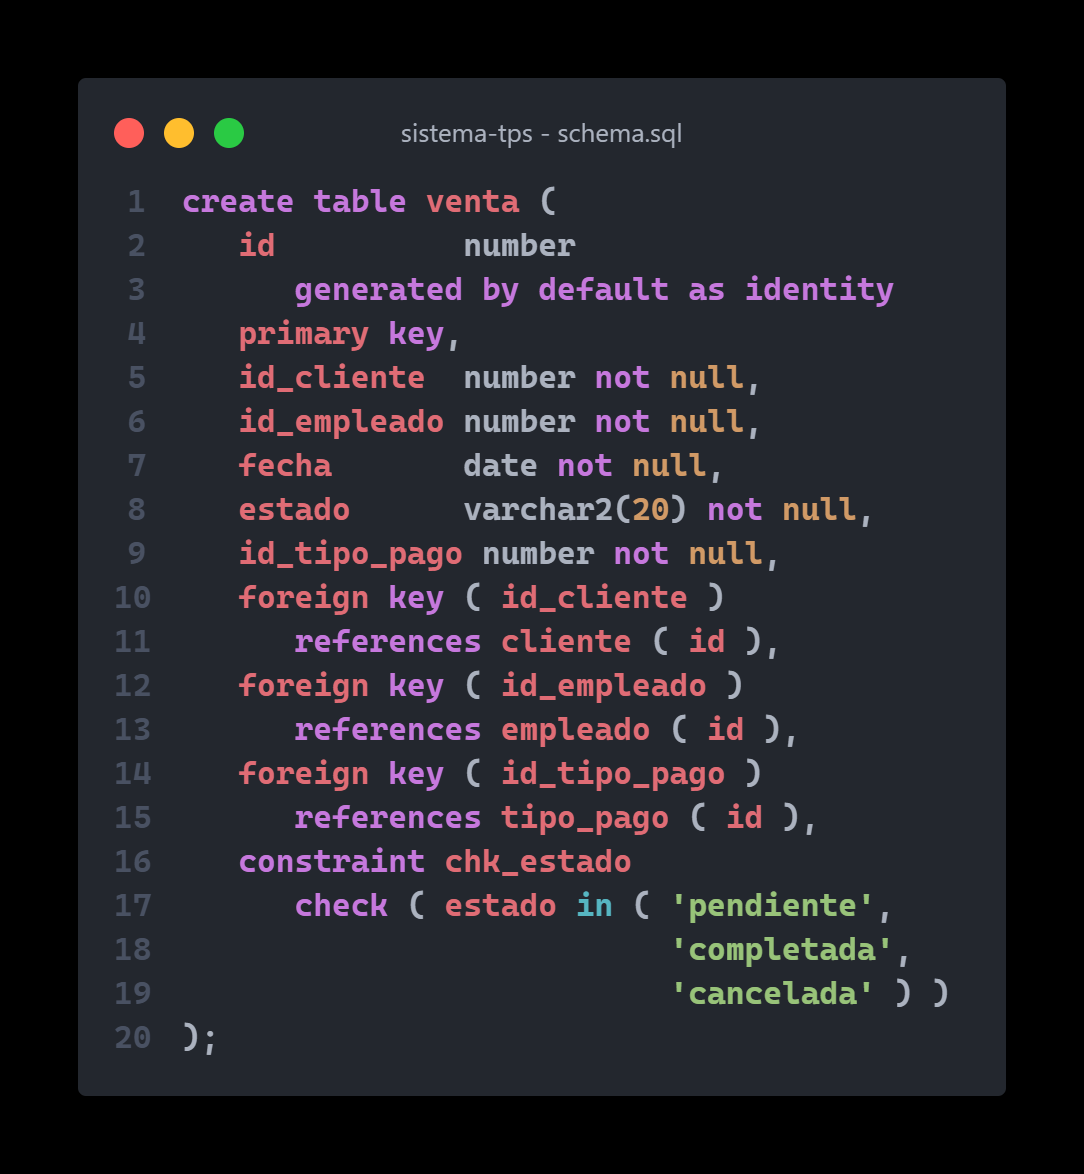 sistema-tps - schema.sql
1 create table venta (
2    id          number
3       generated by default as identity
4    primary key,
5    id_cliente  number not null,
6    id_empleado number not null,
7    fecha       date not null,
8    estado      varchar2(20) not null,
9    id_tipo_pago number not null,
10    foreign key ( id_cliente )
11       references cliente ( id ),
12    foreign key ( id_empleado )
13       references empleado ( id ),
14    foreign key ( id_tipo_pago )
15       references tipo_pago ( id ),
16    constraint chk_estado
17       check ( estado in ( 'pendiente',
18                           'completada',
19                           'cancelada' ) )
20 );